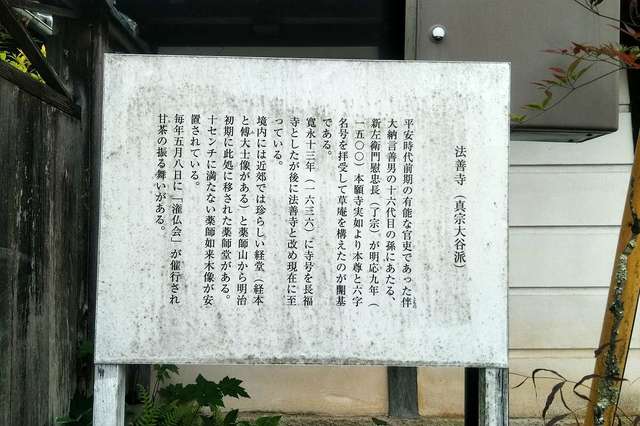 法善寺（真宗大谷派）
平安時代前期の有能な官吏であった伴
とも
大納言善男の十六代目の孫にあたる、
新左衛門慰忠長（了宗）が明応九年（
一五〇〇）本願寺実如より本尊と六字
名号を拝受して草庵を構えたのが開基
である。
寛永十三年（一六三六）に寺号を長福
寺としたが後に法善寺と改め現在に至
っている。
境内には近郊では珍らしい経堂（経本
と傅大士像がある）と薬師山から明治
初期に此処に移された薬師堂がある。
十センチに満たない薬師如来木像が安
置されている。
毎年五月八日に「潅仏会」が催行され
甘茶の振る舞いがある。